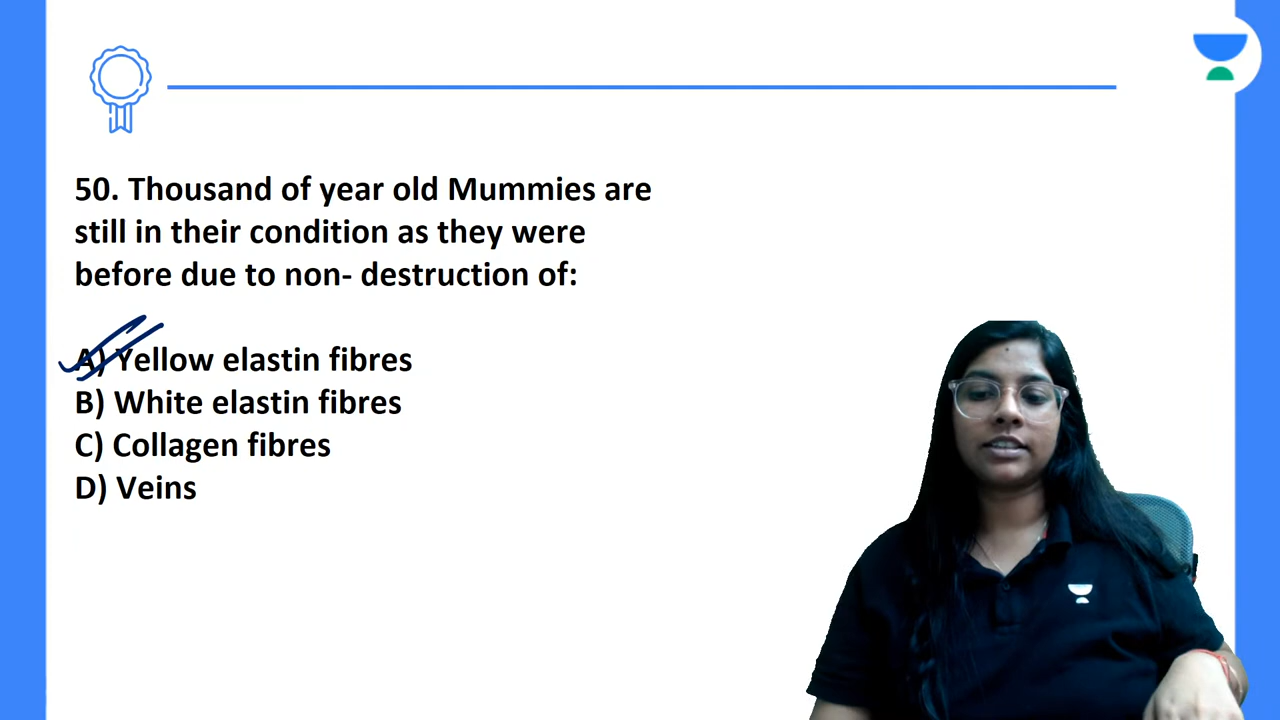 50. Thousand of year old Mummies are
still in their condition as they were
before due to non- destruction of:
A) Yellow elastin fibres
B) White elastin fibres
C) Collagen fibres
D) Veins